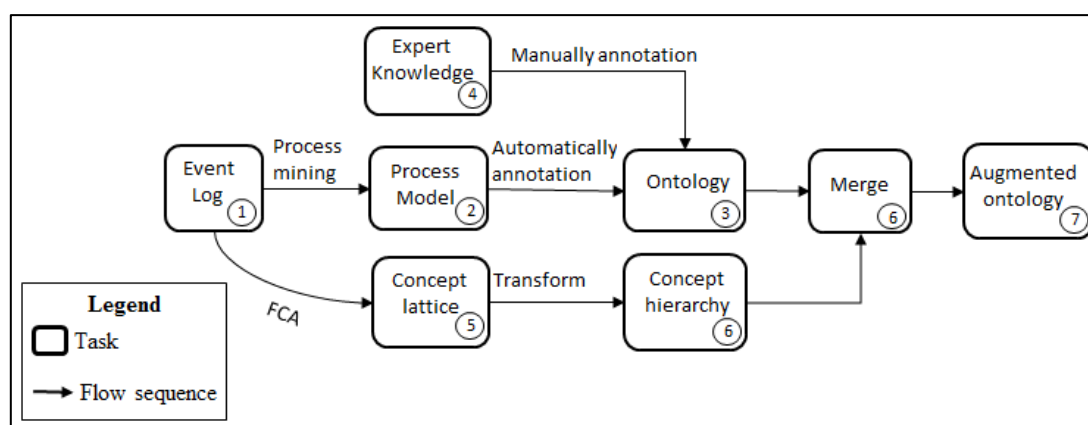 Expert
Knowledge
4
Manually annotation
Event
Log
1
Process
mining
Process
Model
2
Automatically
annotation
Ontology
3
Merge
6
Augmented
ontology
7
FCA
Concept
lattice
5
Transform
Concept
hierarchy
6
Legend
Task
Flow sequence